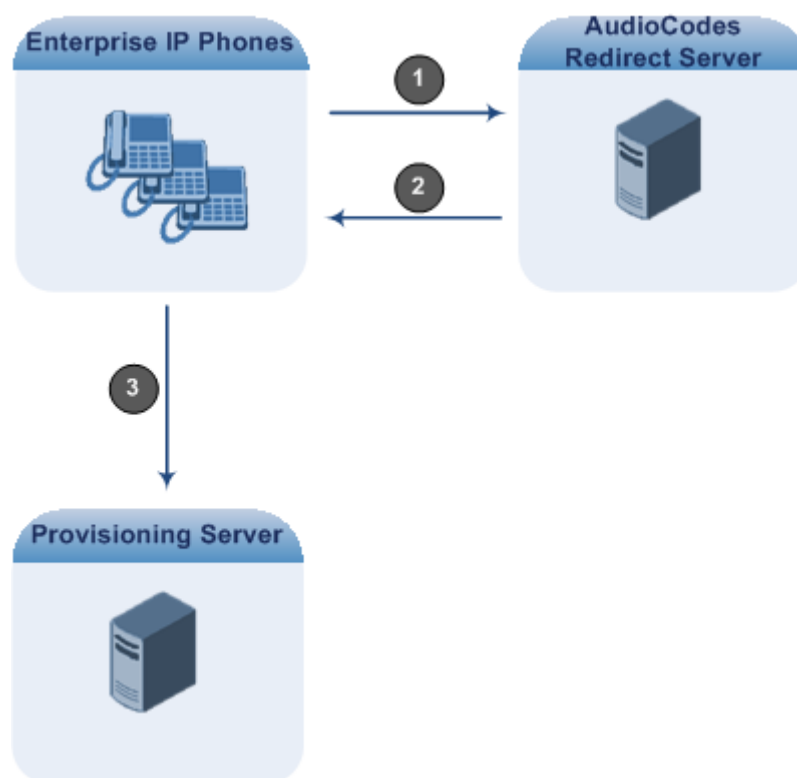 Enterprise IP Phones
AudioCodes
Redirect Server
1
2
3
Provisioning Server